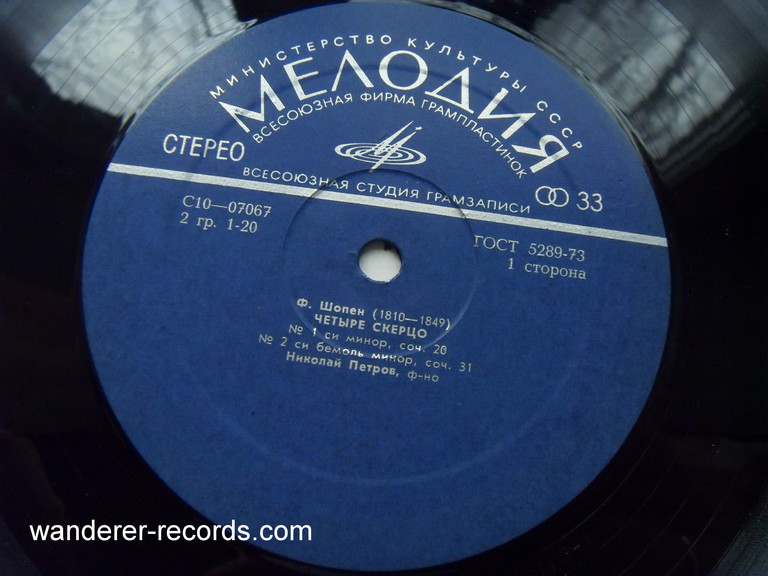 МИНИСТЕРСТВО КУЛЬТУРЫ СССР
МЕЛОДИЯ
ВСЕСОЮЗНАЯ ФИРМА ГРАМПЛАСТИНОК
СТЕРЕО
ВСЕСОЮЗНАЯ СТУДИЯ ГРАМЗАПИСИ
33
С10—07067
2 гр. 1-20
ГОСТ 5289-73
1 сторона
Ф. Шопен (1810—1849)
ЧЕТЫРЕ СКЕРЦО
№ 1 си минор, соч. 20
№ 2 си бемоль минор, соч. 31
Николай Петров, ф-но
wanderer-records.com